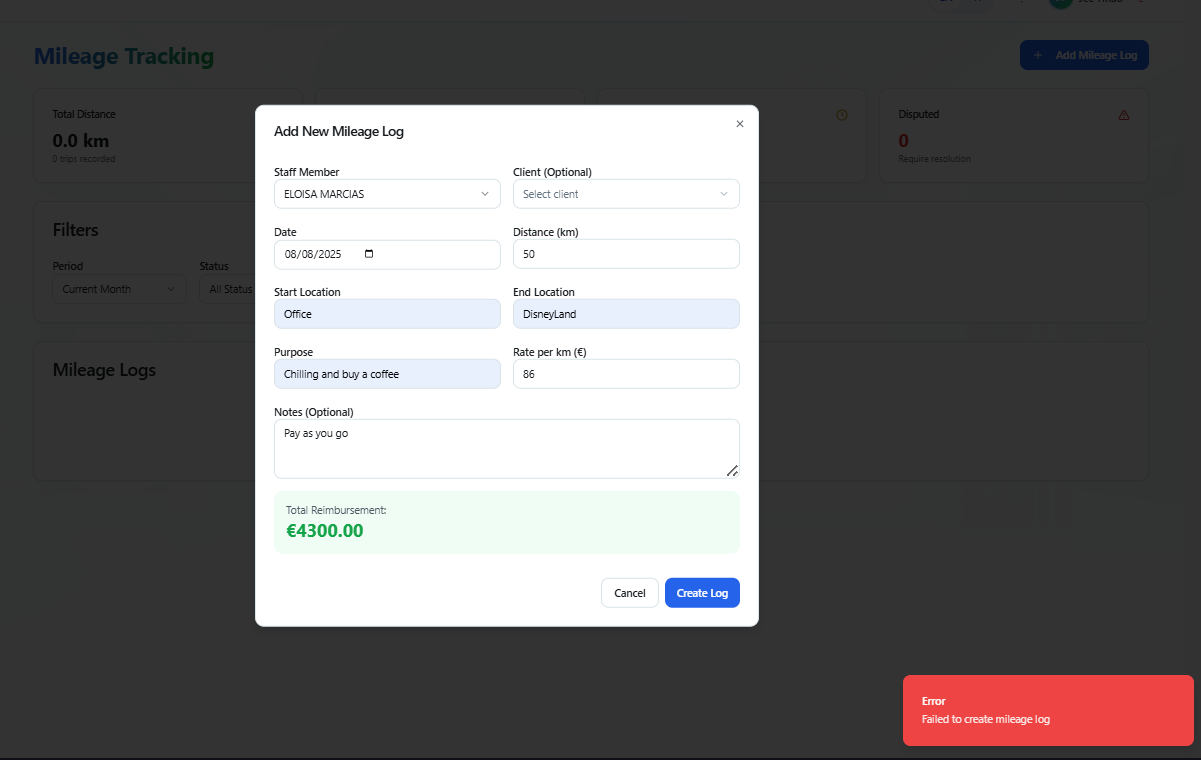 Mileage Tracking
+ Add Mileage Log
Total Distance
0.0 km
0 trips recorded
Disputed
0
Require resolution
Filters
Period
Status
Current Month
All Status
Mileage Logs
Add New Mileage Log
×
Staff Member
Client (Optional)
ELOISA MARCIAS
Select client
Date
Distance (km)
08/08/2025
50
Start Location
End Location
Office
DisneyLand
Purpose
Rate per km (€)
Chilling and buy a coffee
86
Notes (Optional)
Pay as you go
Total Reimbursement:
€4300.00
Cancel
Create Log
Error
Failed to create mileage log